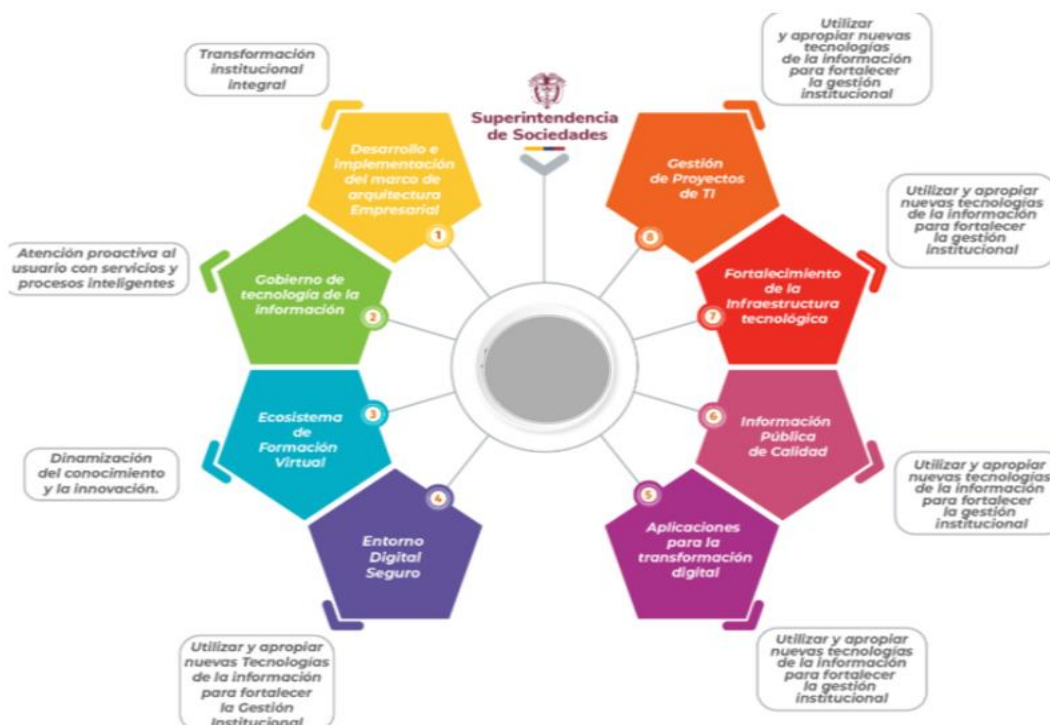 Transformación
institucional
integral
Superintendencia
de Sociedades
Utilizar
y apropiar nuevas
tecnologías
de la información
para fortalecer
la gestión
institucional
Desarrollo e
implementación
del marco de
arquitectura
Empresarial
1
Gestión
de Proyectos
de TI
8
Atención proactiva al
usuario con servicios y
procesos inteligentes
Gobierno de
tecnología de la
información
2
Fortalecimiento
de la
Infraestructura
tecnológica
7
Utilizar y apropiar
nuevas tecnologías
de la información
para fortalecer
la gestión
institucional
Dinamización
del conocimiento
y la innovación.
Ecosistema
de
Formación
Virtual
3
Información
Pública
de Calidad
6
Utilizar y apropiar
nuevas tecnologías
de la información
para fortalecer
la gestión
institucional
Entorno
Digital
Seguro
4
Aplicaciones
para la
transformación
digital
5
Utilizar y apropiar
nuevas Tecnologías
de la información
para fortalecer
la Gestión
Institucional
Utilizar y apropiar
nuevas tecnologías
de la información
para fortalecer
la gestión
institucional